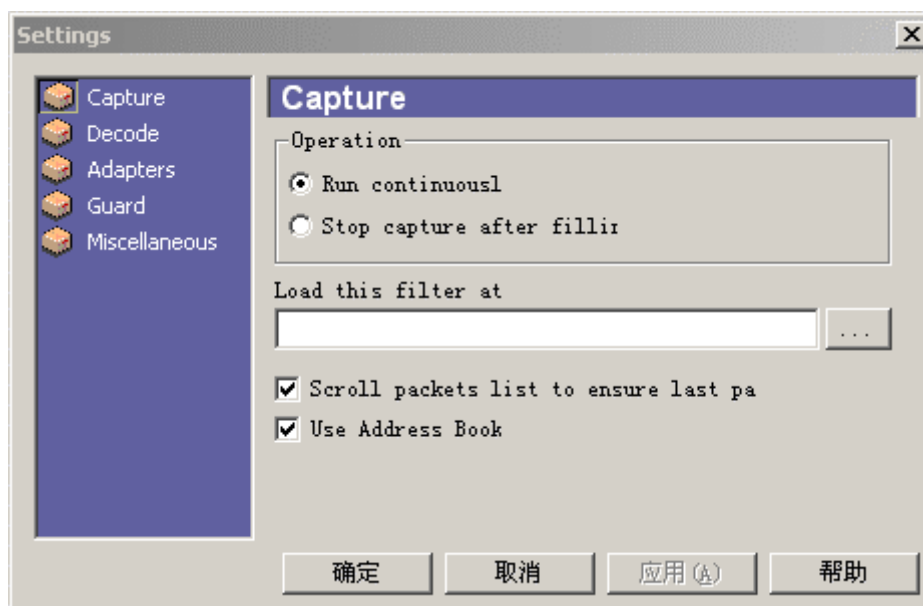 Settings
Capture
Decode
Adapters
Guard
Miscellaneous
Capture
Operation
Run continuousl
Stop capture after fillin
Load this filter at
...
Scroll packets list to ensure last pa
Use Address Book
确定 取消 应用(A) 帮助